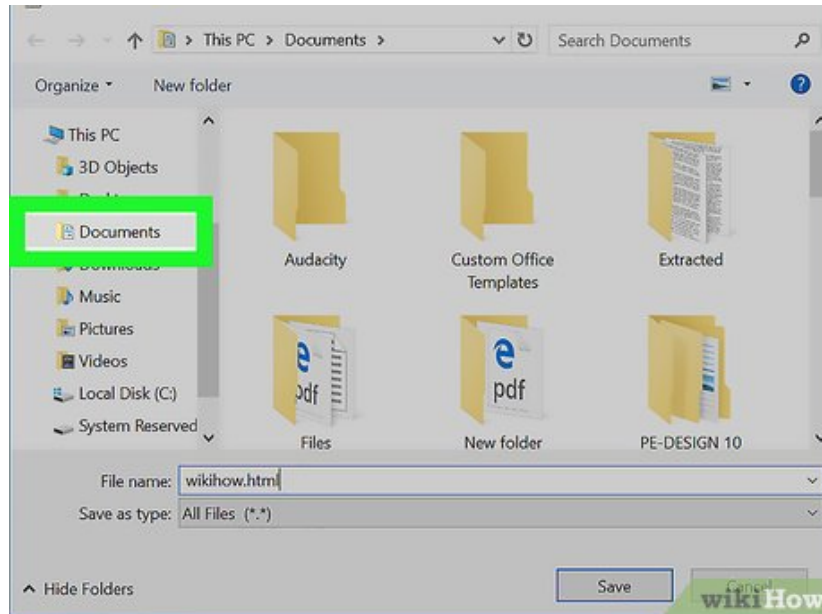 > This PC > Documents >
Search Documents
Organize
New folder
This PC
3D Objects
Documents
Downloads
Music
Pictures
Videos
Local Disk (C:)
System Reserved
Audacity
Custom Office
Templates
Extracted
pdf
Files
pdf
New folder
PE-DESIGN 10
File name: wikihow.html
Save as type: All Files (*.*)
Hide Folders
Save
Cancel
wikiHow